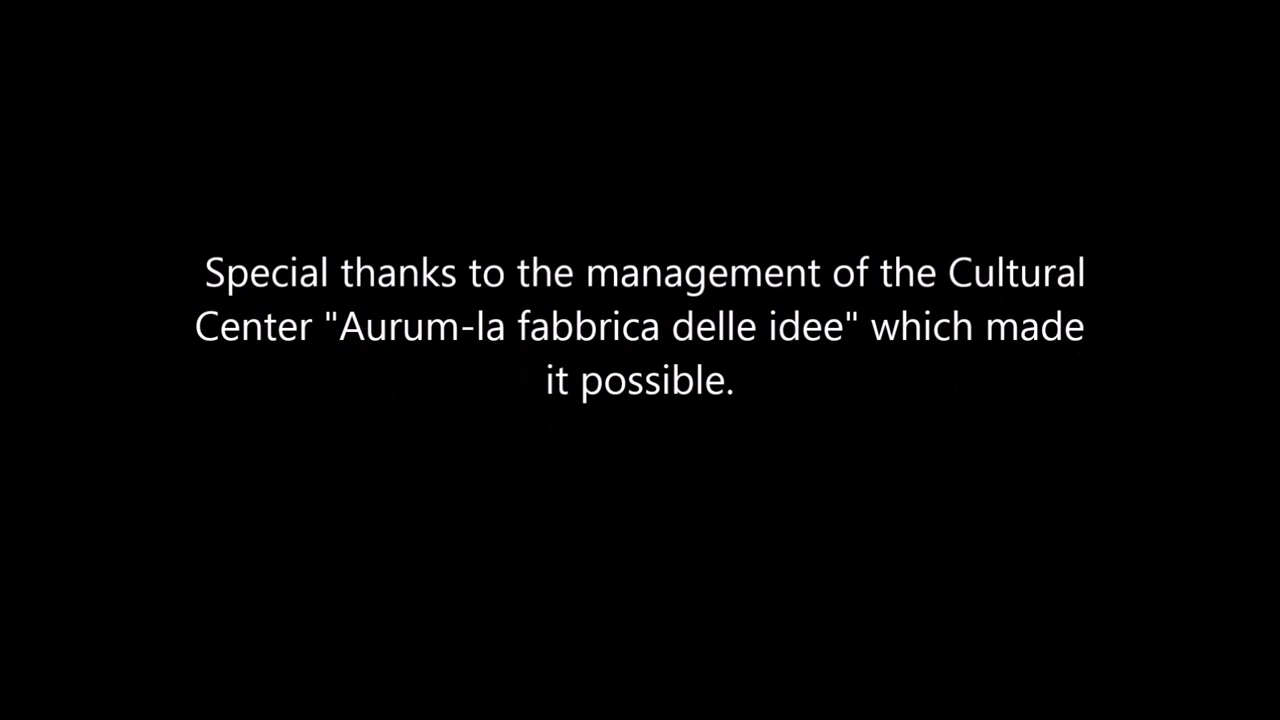 Special thanks to the management of the Cultural
Center "Aurum-la fabbrica delle idee" which made
it possible.